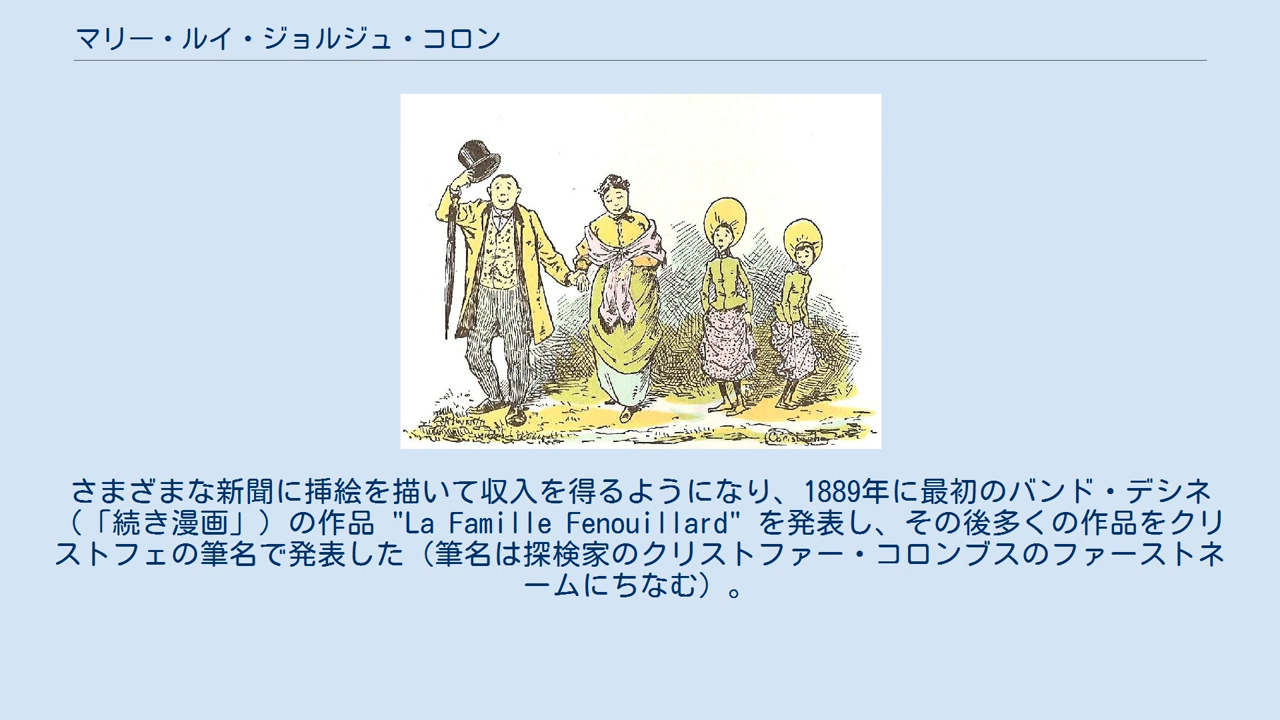 マリー・ルイ・ジョルジュ・コロン
Christophe
さまざまな新聞に挿絵を描いて収入を得るようになり、1889年に最初のバンド・デシネ
（「続き漫画」）の作品 "La Famille Fenouillard" を発表し、その後多くの作品をクリ
ストフェの筆名で発表した（筆名は探検家のクリストファー・コロンブスのファーストネ
ームにちなむ）。